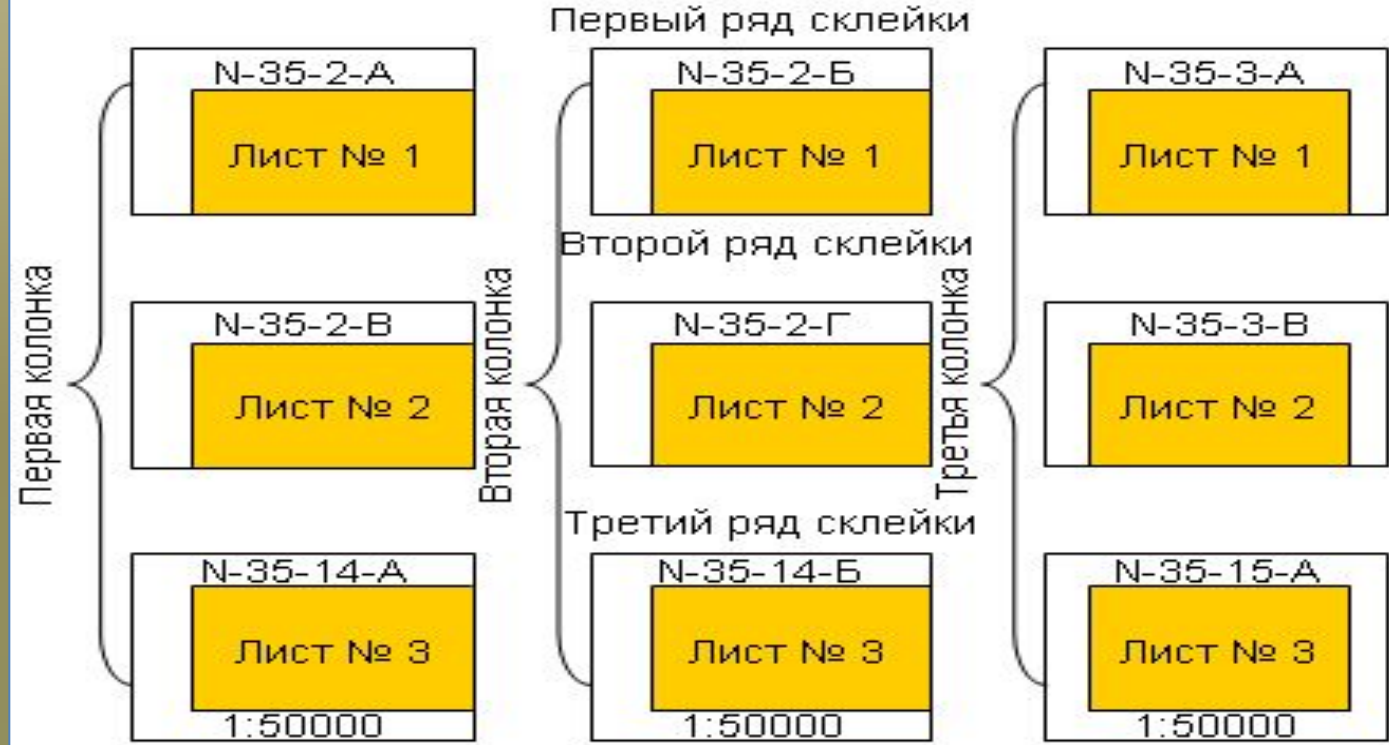 Первый ряд склейки
N-35-2-А
N-35-2-Б
N-35-3-А
Лист № 1
Лист № 1
Лист № 1
Второй ряд склейки
Первая колонка
Вторая колонка
Третья колонка
N-35-2-В
N-35-2-Г
N-35-3-В
Лист № 2
Лист № 2
Лист № 2
Третий ряд склейки
N-35-14-А
N-35-14-Б
N-35-15-А
Лист № 3
Лист № 3
Лист № 3
1:50000
1:50000
1:50000